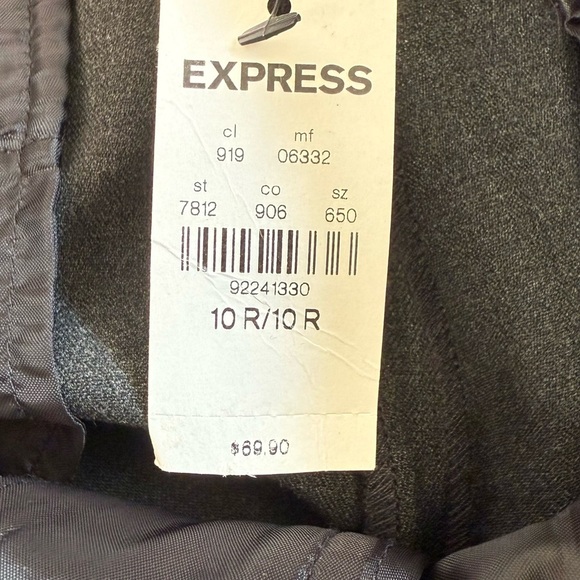 EXPRESS
cl mf
919 06332
st co sz
7812 906 650
92241330
10 R/10 R
$69.90